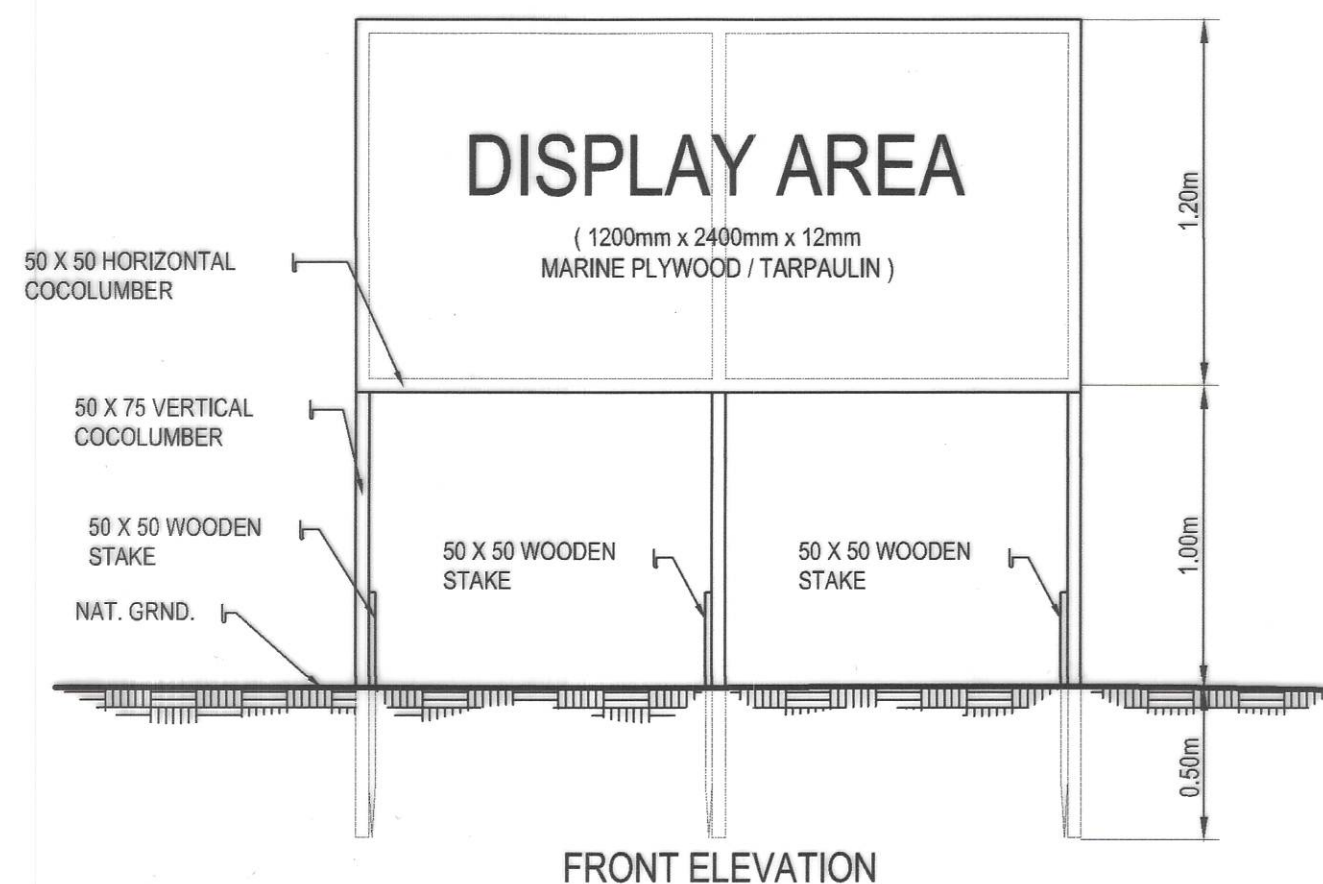 DISPLAY AREA
( 1200mm x 2400mm x 12mm
MARINE PLYWOOD / TARPAULIN )
1.20m
50 X 50 HORIZONTAL
COCOLUMBER
50 X 75 VERTICAL
COCOLUMBER
50 X 50 WOODEN
STAKE
50 X 50 WOODEN
STAKE
50 X 50 WOODEN
STAKE
1.00m
NAT. GRND.
0.50m
FRONT ELEVATION